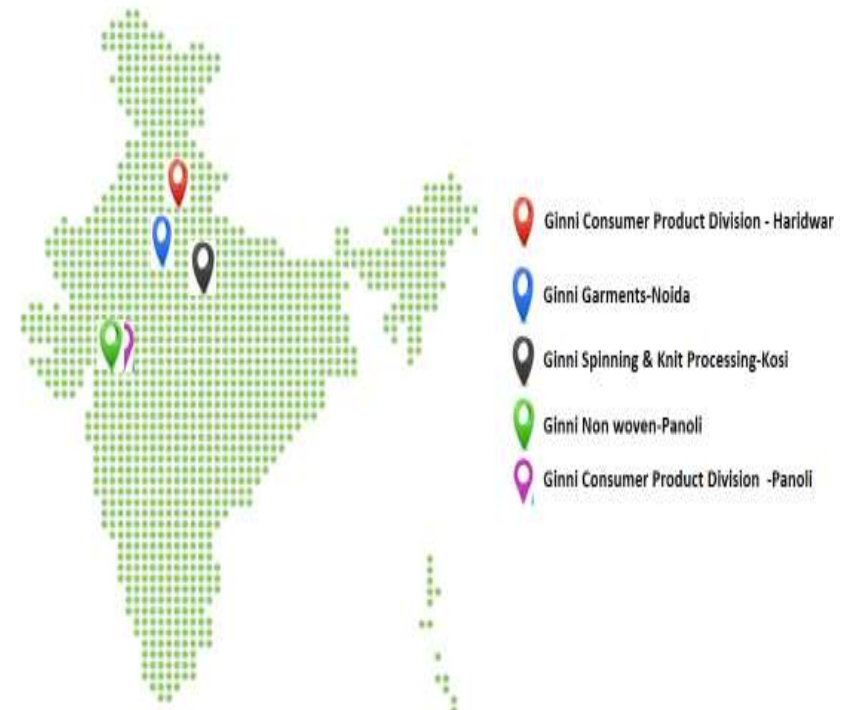 Ginni Consumer Product Division - Haridwar
Ginni Garments-Noida
Ginni Spinning & Knit Processing-Kosi
Ginni Non woven-Panoli
Ginni Consumer Product Division -Panoli